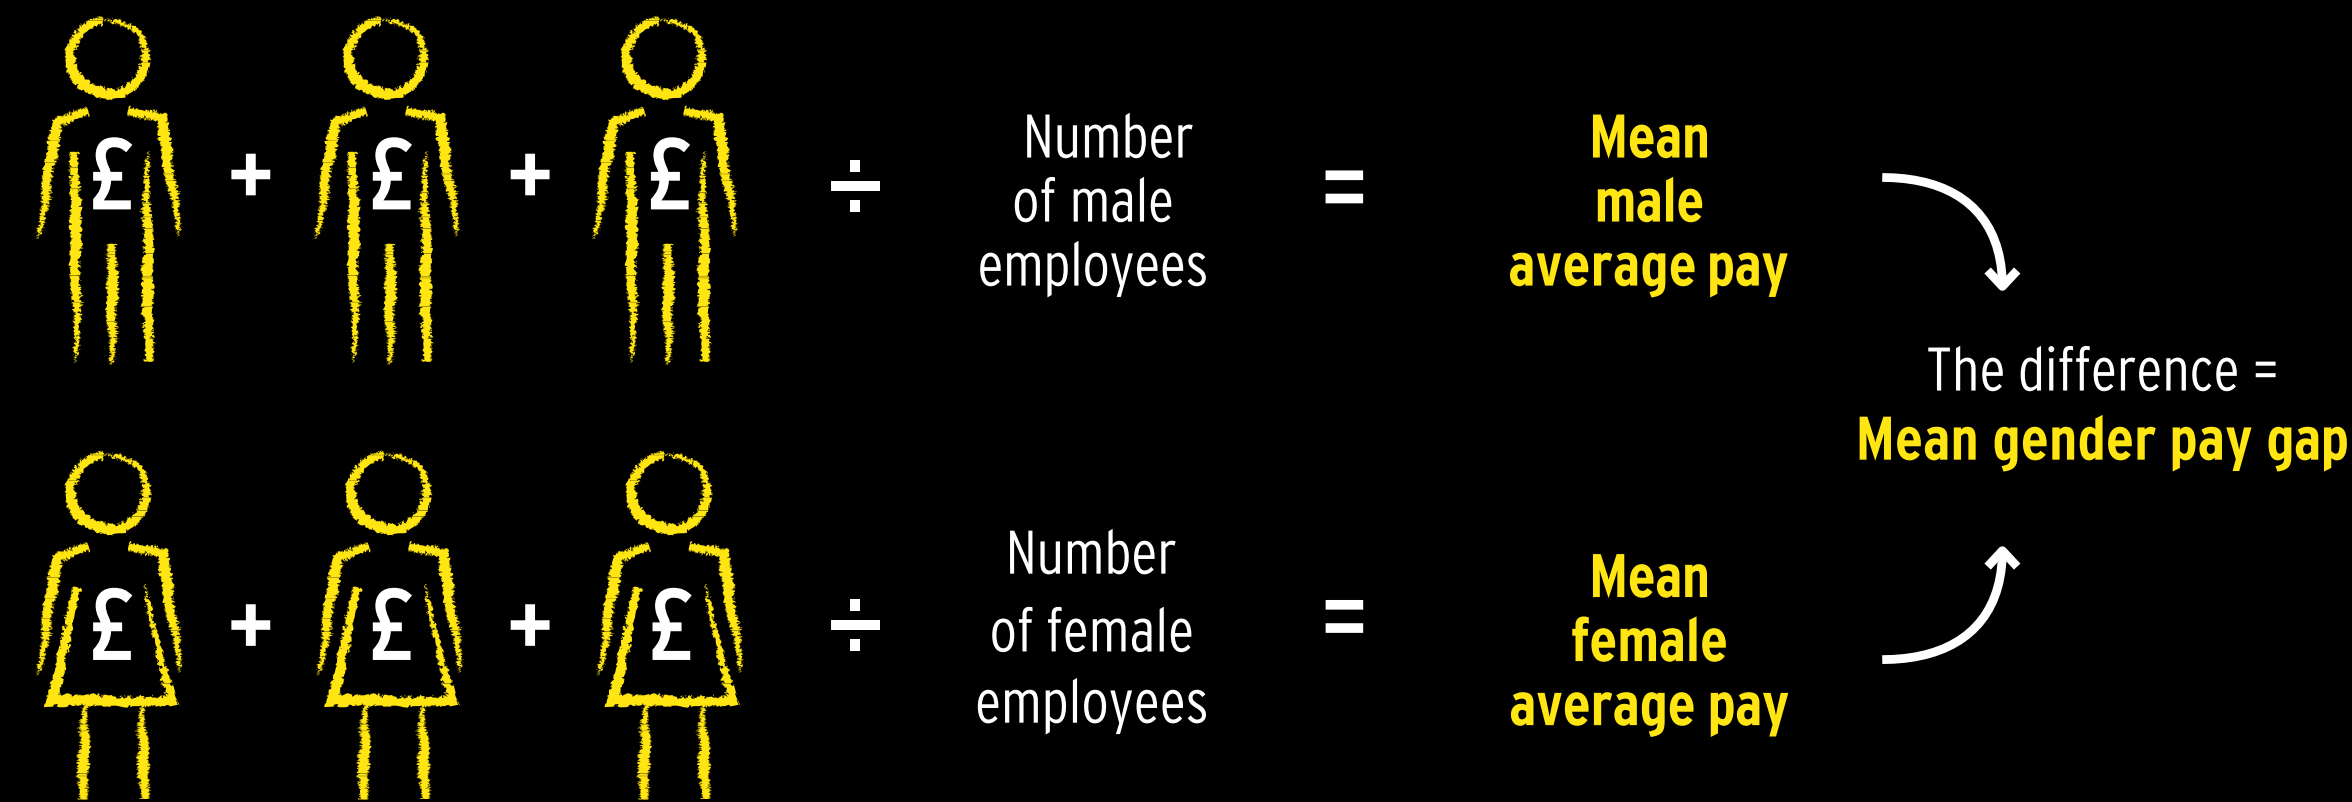 £ + £ + £ ÷ Number
of male
employees
=
Mean
male
average pay
The difference =
Mean gender pay gap
£ + £ + £ ÷ Number
of female
employees
=
Mean
female
average pay